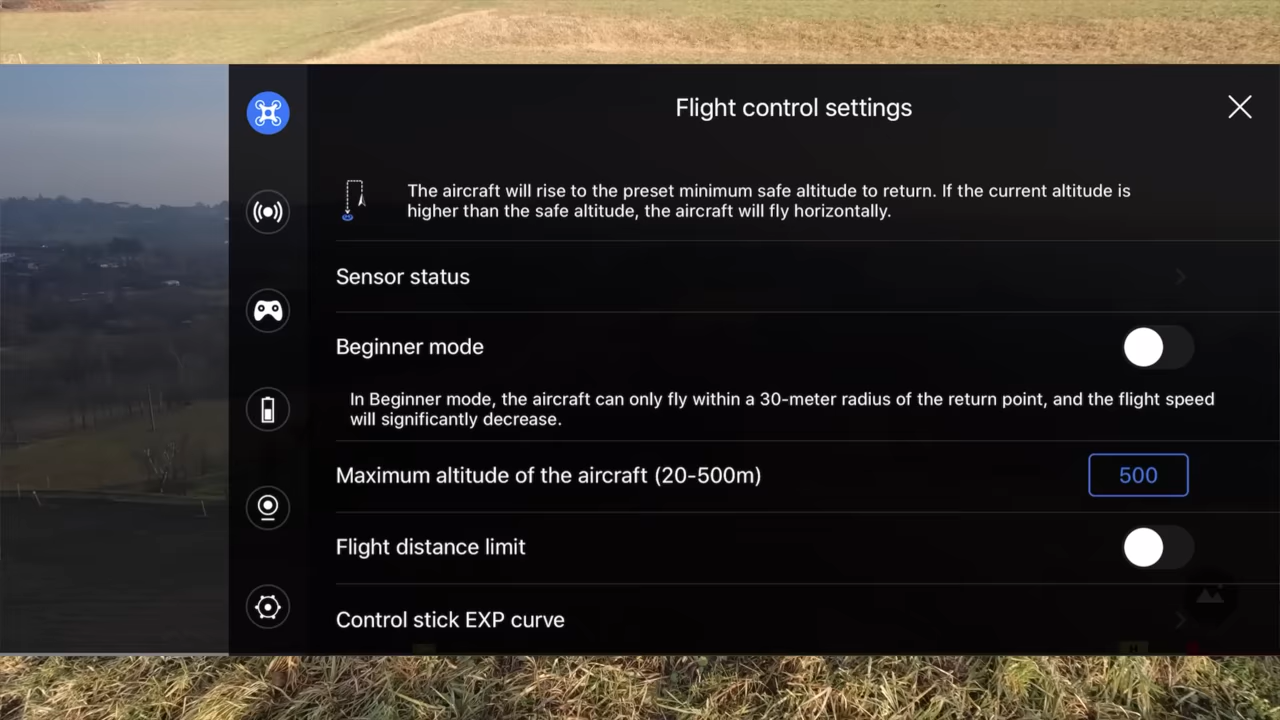 Flight control settings
The aircraft will rise to the preset minimum safe altitude to return. If the current altitude is
higher than the safe altitude, the aircraft will fly horizontally.
Sensor status
Beginner mode
In Beginner mode, the aircraft can only fly within a 30-meter radius of the return point, and the flight speed
will significantly decrease.
Maximum altitude of the aircraft (20-500m)
500
Flight distance limit
Control stick EXP curve
H